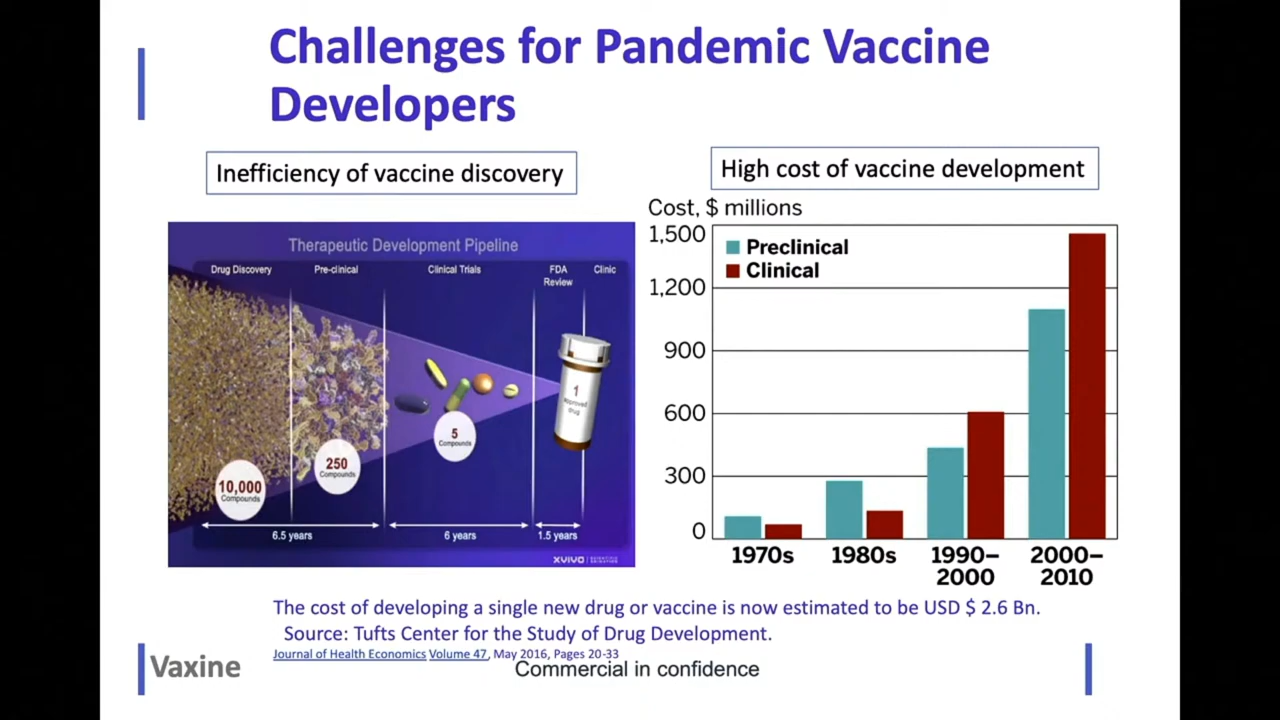 Challenges for Pandemic Vaccine
Developers
Inefficiency of vaccine discovery
Therapeutic Development Pipeline
Drug Discovery
Pre-clinical
Clinical Trials
FDA
Review
Clinic
10,000
Compounds
250
Compounds
5
Compounds
1
approved
drug
6.5 years
6 years
1.5 years
XVIVO
High cost of vaccine development
Cost, $ millions
1,500
1,200
900
600
300
0
Preclinical
Clinical
1970s
1980s
1990–
2000
2000–
2010
The cost of developing a single new drug or vaccine is now estimated to be USD $ 2.6 Bn.
Source: Tufts Center for the Study of Drug Development.
Journal of Health Economics Volume 47, May 2016, Pages 20-33
Vaxine
Commercial in confidence